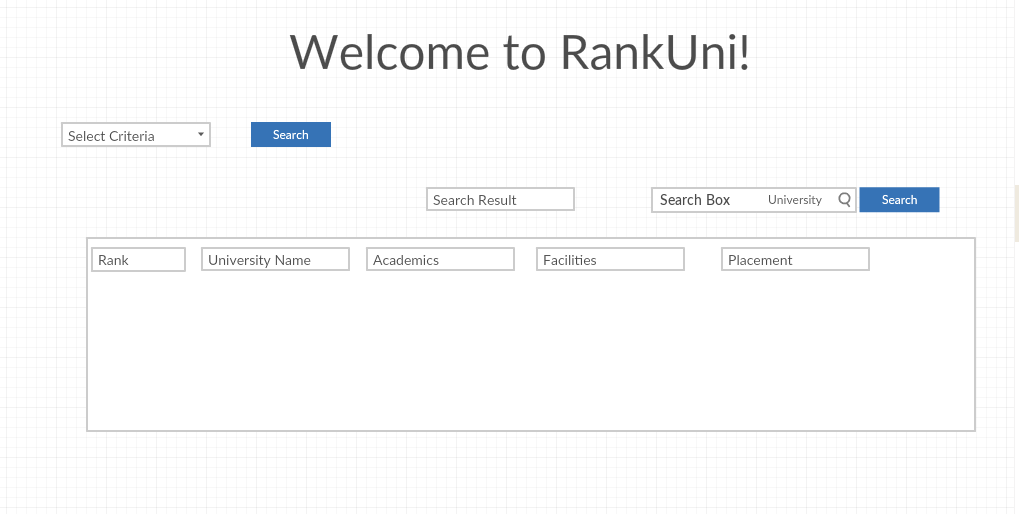 Welcome to RankUni!
Select Criteria Search
Search Result Search Box University Search
Rank University Name Academics Facilities Placement